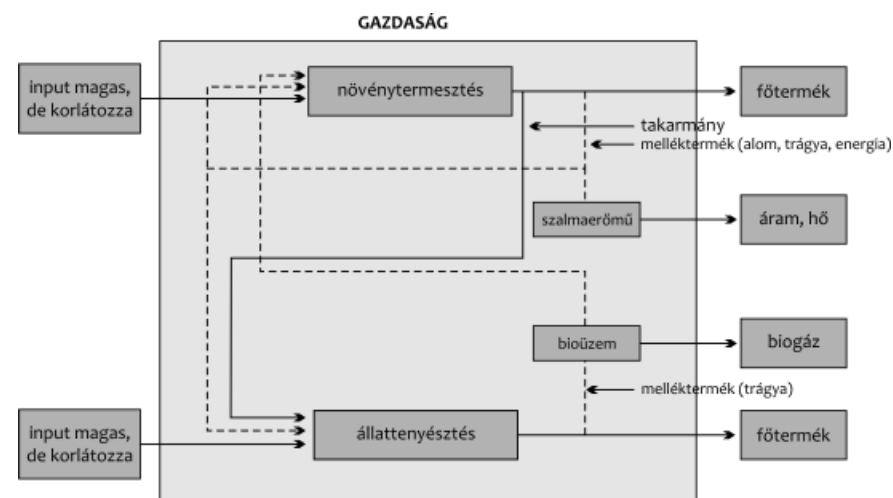 GAZDASÁG
input magas,
de korlátozza
növénytermesztés
főtermék
takarmány
melléktermék (alom, trágya, energia)
szalmaerőmű
áram, hő
bioüzem
biogáz
melléktermék (trágya)
input magas,
de korlátozza
állattenyésztés
főtermék